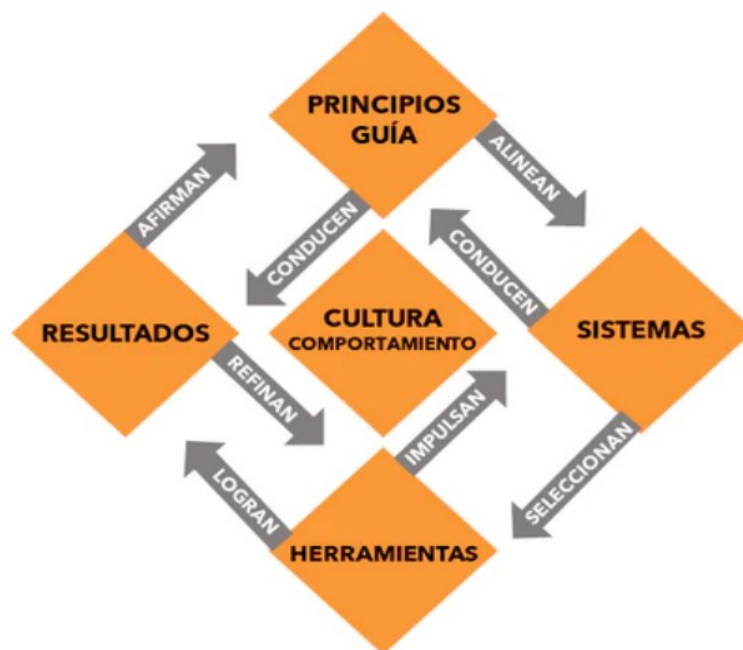 PRINCIPIOS
GUÍA
AFIRMAN
ALINEAN
CONDUCEN
CONDUCEN
RESULTADOS
CULTURA
COMPORTAMIENTO
SISTEMAS
REFINAN
IMPULSAN
LOGRAN
SELECCIONAN
HERRAMIENTAS